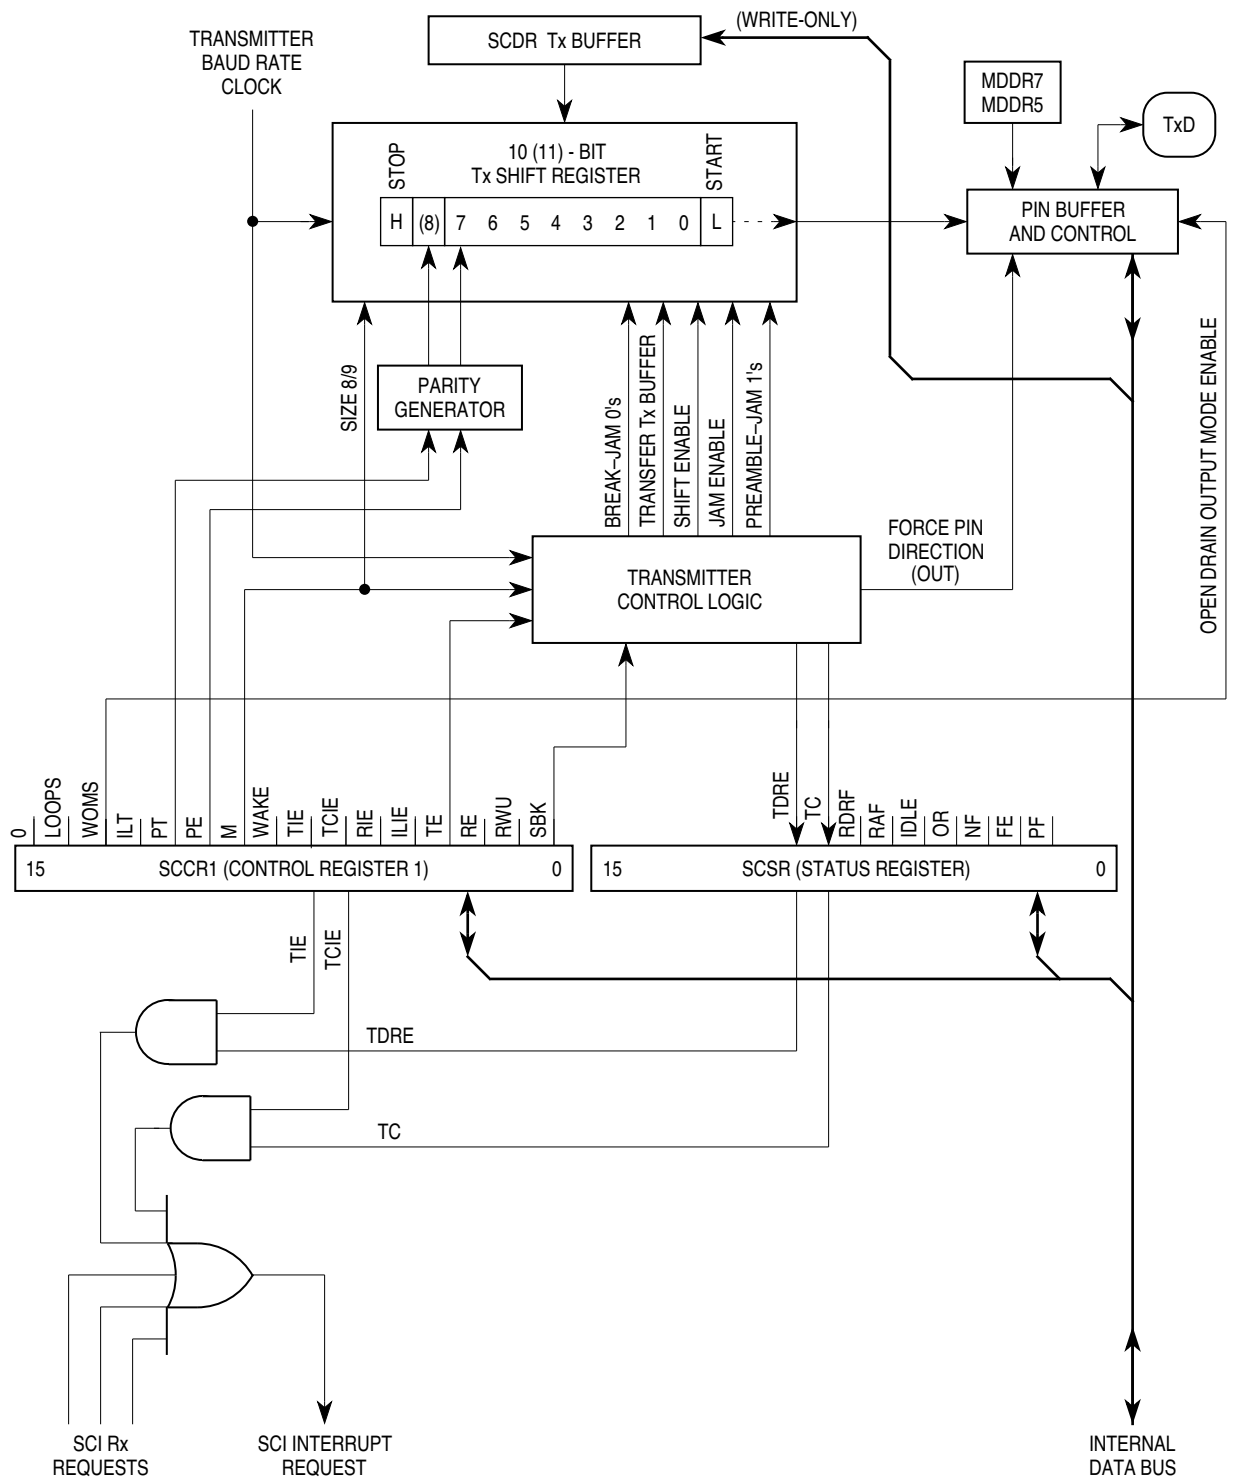 (WRITE-ONLY)
SCDR Tx BUFFER
TRANSMITTER
BAUD RATE
CLOCK
MDDR7
MDDR5
TxD
10 (11) - BIT
Tx SHIFT REGISTER
STOP
START
H (8) 7 6 5 4 3 2 1 0 L
PIN BUFFER
AND CONTROL
OPEN DRAIN OUTPUT MODE ENABLE
SIZE 8/9
PARITY
GENERATOR
BREAK–JAM 0's
TRANSFER Tx BUFFER
SHIFT ENABLE
JAM ENABLE
PREAMBLE–JAM 1's
FORCE PIN
DIRECTION
(OUT)
TRANSMITTER
CONTROL LOGIC
0
LOOPS
WOMS
ILT
PT
PE
M
WAKE
TIE
TCIE
RIE
ILIE
TE
RE
RWU
SBK
TDRE
TC
RDRF
RAF
IDLE
OR
NF
FE
PF
15 SCCR1 (CONTROL REGISTER 1) 0
15 SCSR (STATUS REGISTER) 0
TIE
TCIE
TDRE
TC
SCI Rx
REQUESTS
SCI INTERRUPT
REQUEST
INTERNAL
DATA BUS